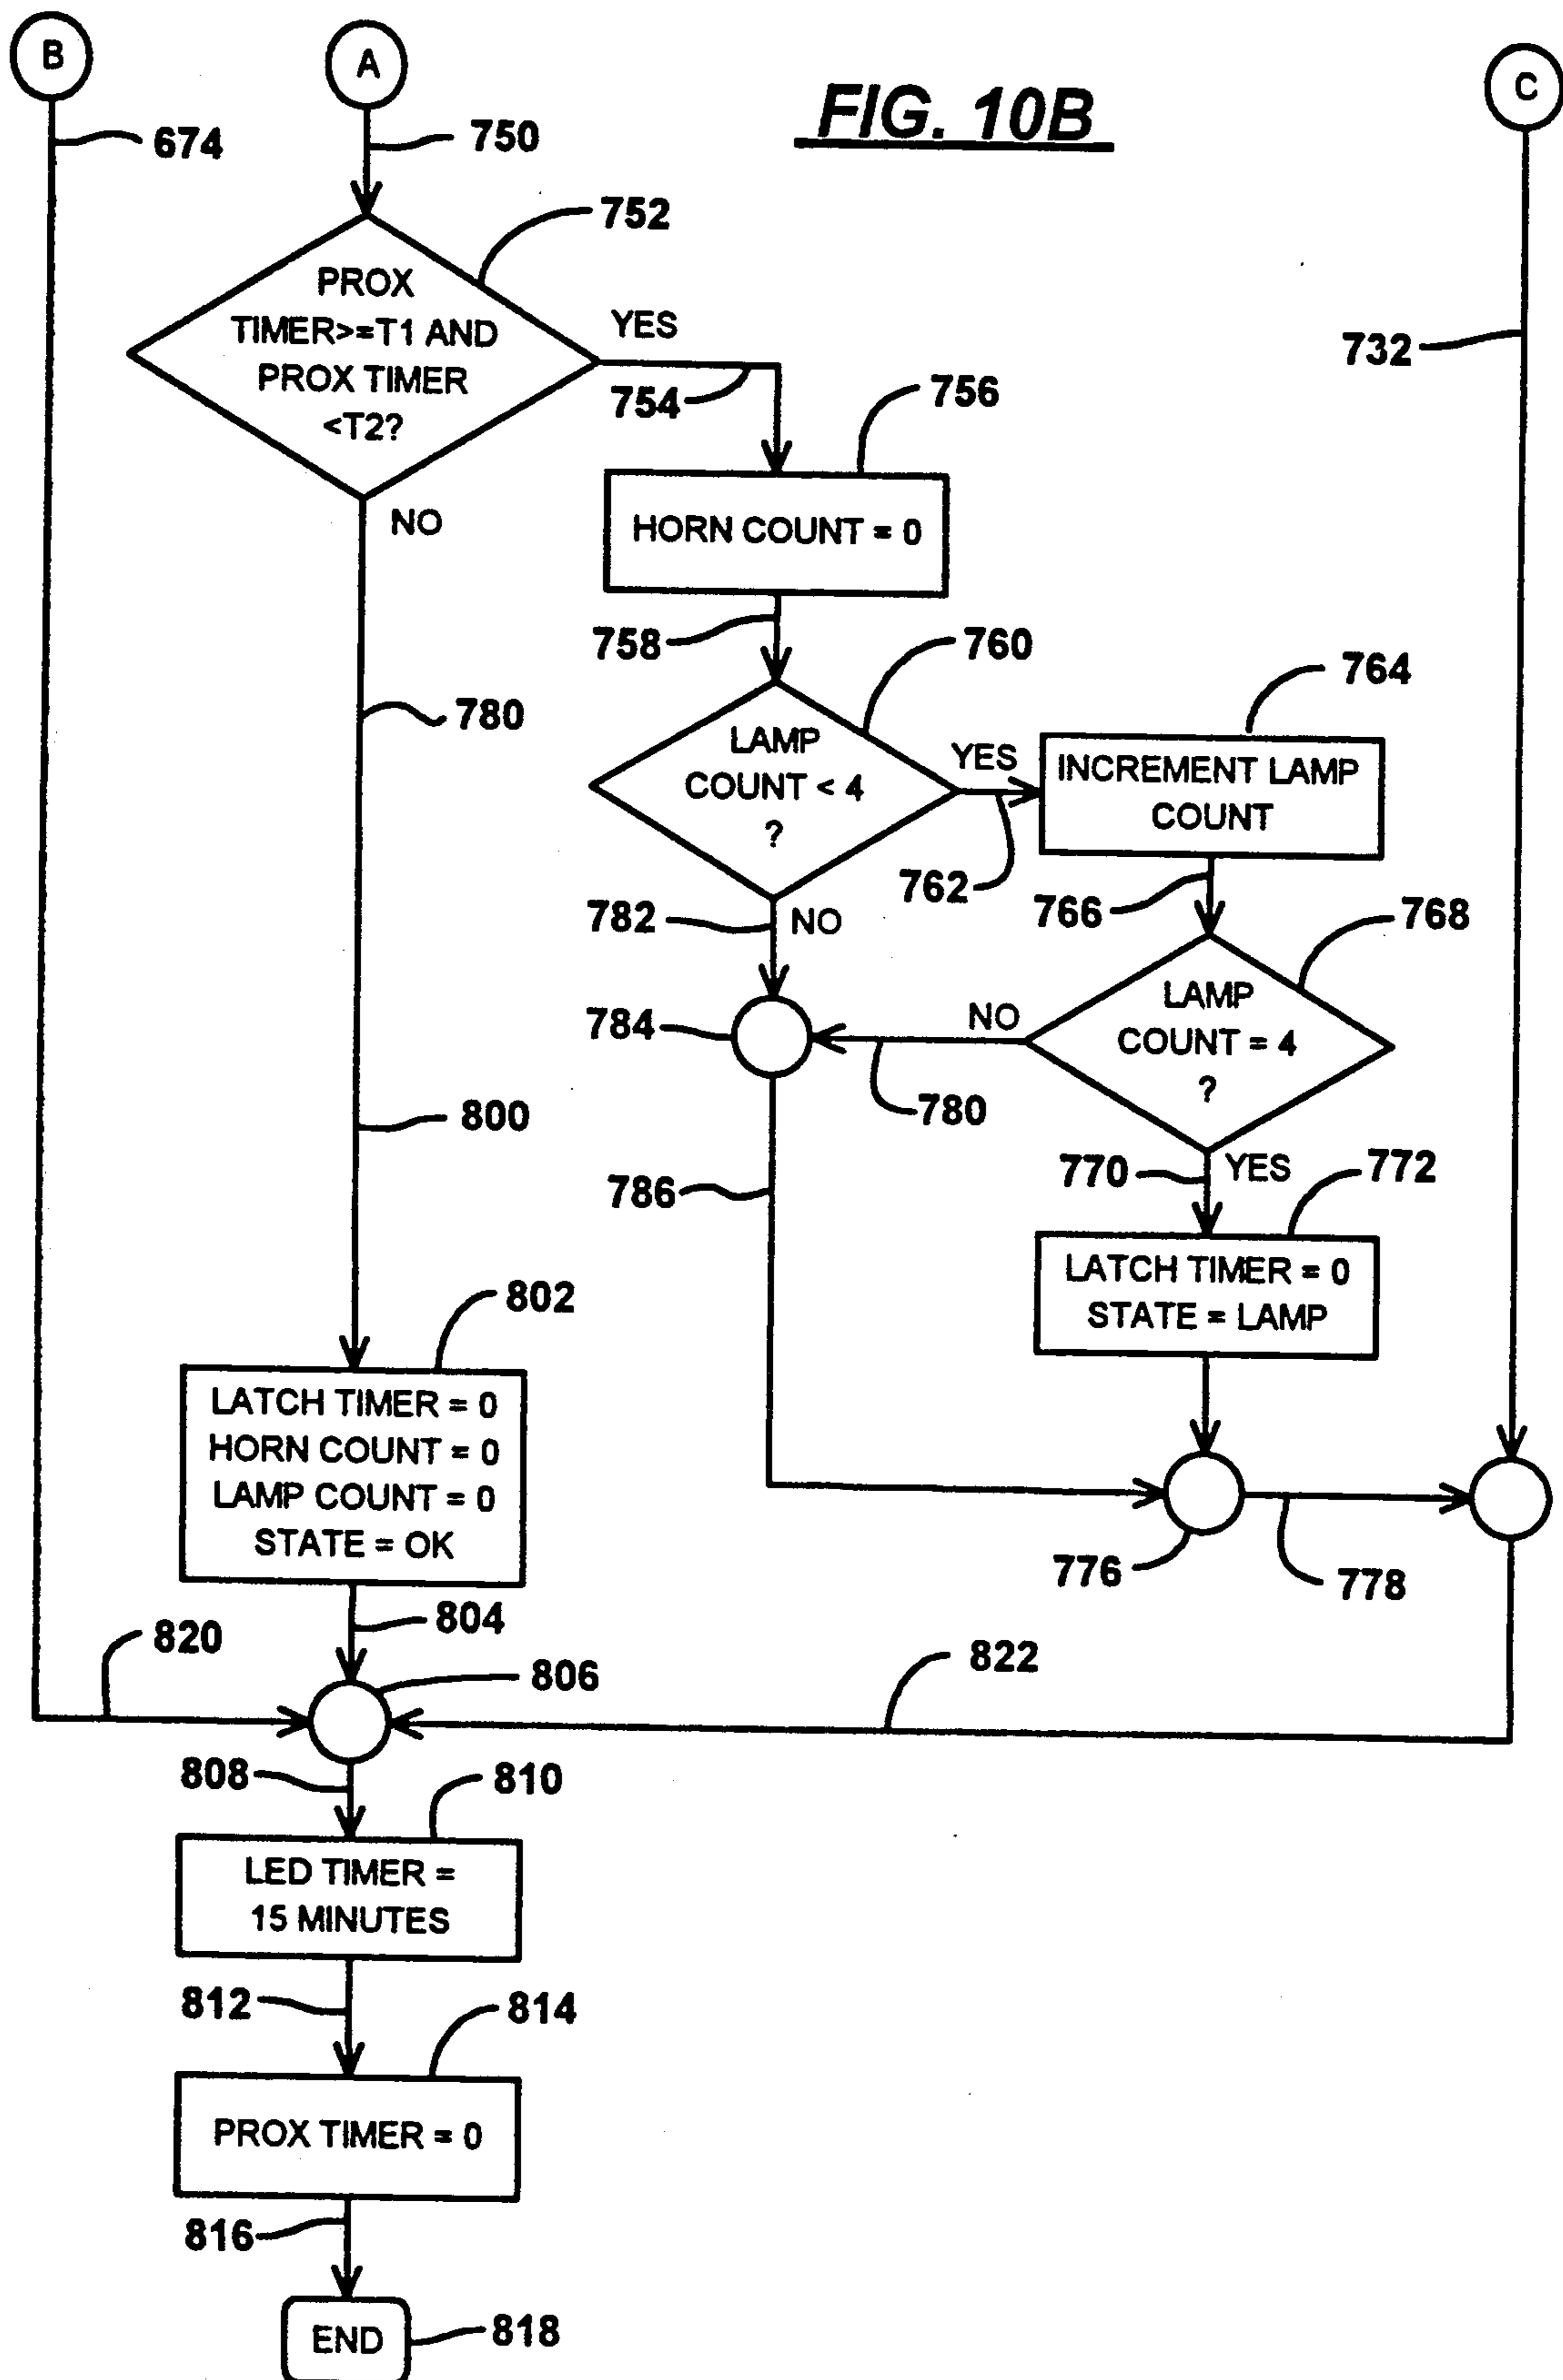 B
A
C
FIG. 10B
674
750
752
PROX
TIMER>=T1 AND
PROX TIMER
<T2?
YES
754
732
756
NO
HORN COUNT = 0
758
760
764
780
LAMP
COUNT < 4
?
YES
INCREMENT LAMP
COUNT
762
766
768
782
NO
784
NO
LAMP
COUNT = 4
?
780
800
786
770
YES
772
LATCH TIMER = 0
STATE = LAMP
802
LATCH TIMER = 0
HORN COUNT = 0
LAMP COUNT = 0
STATE = OK
776
778
804
820
822
806
808
810
LED TIMER =
15 MINUTES
812
814
PROX TIMER = 0
816
END
818